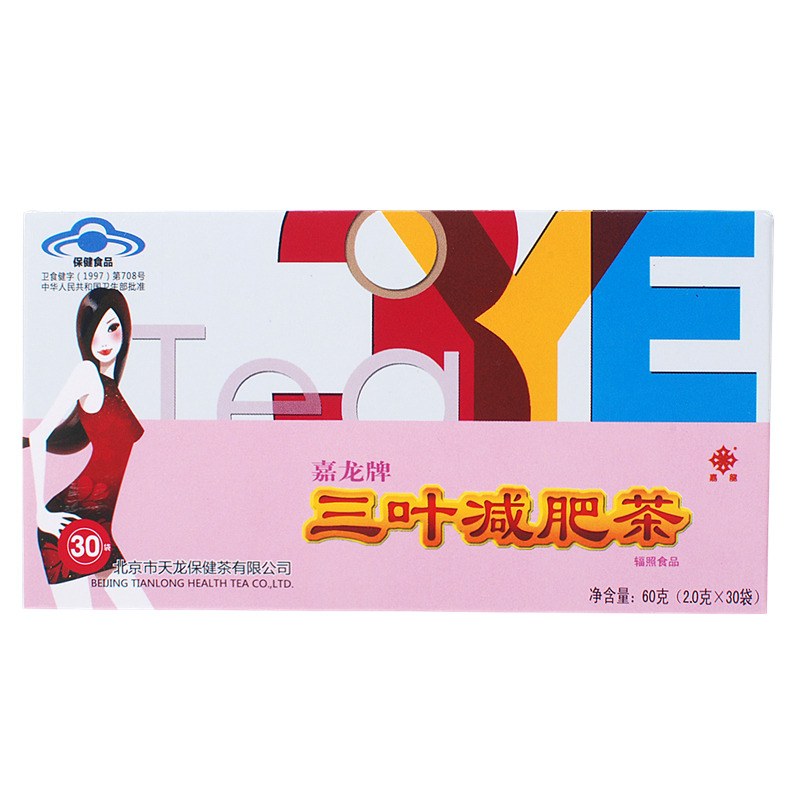 保健食品
卫食健字（1997）第708号
中华人民共和国卫生部批准
3YE
Tea
嘉龙牌
三叶减肥茶
嘉龍
辐照食品
30袋
北京市天龙保健茶有限公司
BEIJING TIANLONG HEALTH TEA CO.,LTD.
净含量：60克（2.0克×30袋）